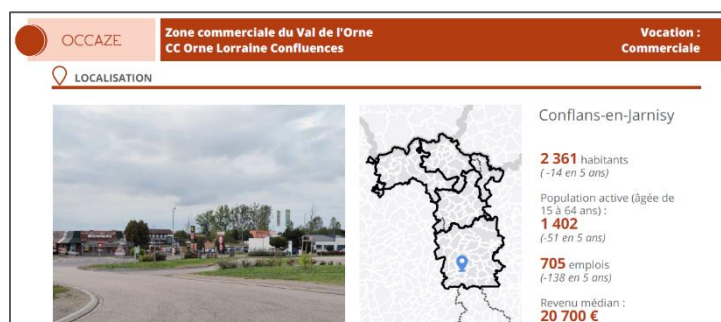 OCCAZE
Zone commerciale du Val de l'Orne
CC Orne Lorraine Confluences
Vocation :
Commerciale
LOCALISATION
Conflans-en-Jarnisy
2 361 habitants
(-14 en 5 ans)
Population active (âgée de
15 à 64 ans) :
1 402
(-51 en 5 ans)
705 emplois
(-138 en 5 ans)
Revenu médian :
20 700 €